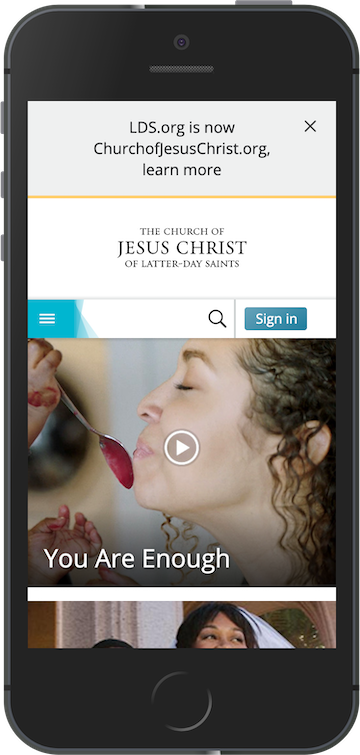 LDS.org is now
ChurchofJesusChrist.org,
learn more
THE CHURCH OF
JESUS CHRIST
OF LATTER-DAY SAINTS
Sign in
You Are Enough